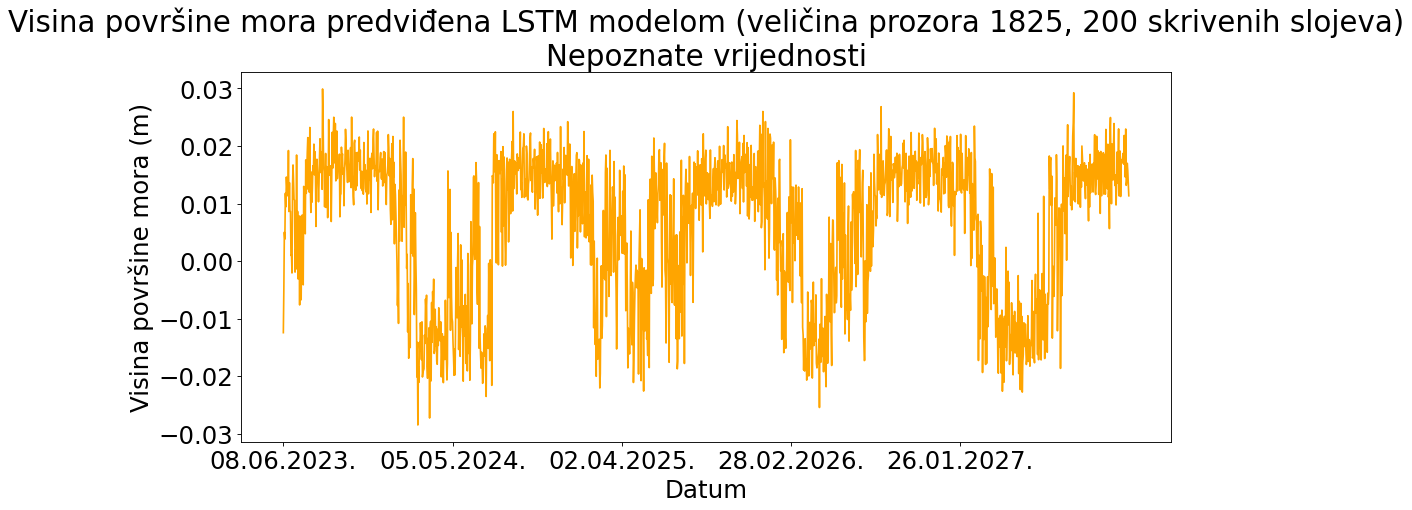 Visina površine mora predviđena LSTM modelom (veličina prozora 1825, 200 skrivenih slojeva)
Nepoznate vrijednosti
Visina površine mora (m)
0.03
0.02
0.01
0.00
−0.01
−0.02
−0.03
08.06.2023. 05.05.2024. 02.04.2025. 28.02.2026. 26.01.2027.
Datum